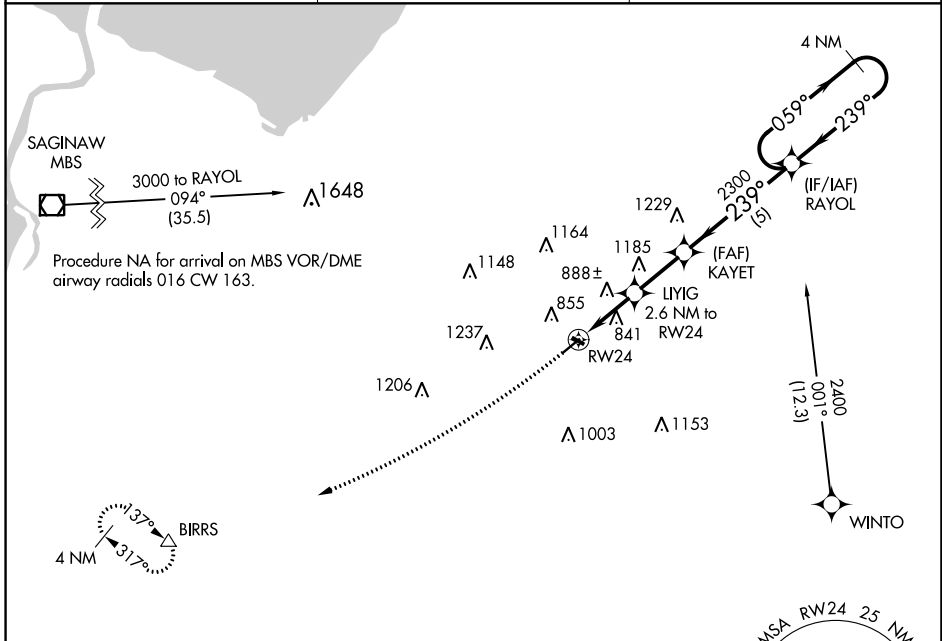 4 NM
059°
239°
SAGINAW
MBS
3000 to RAYOL
094°
(35.5)
1648
Procedure NA for arrival on MBS VOR/DME
airway radials 016 CW 163.
(IF/IAF)
RAYOL
2300
239°
(5)
1229
(FAF)
KAYET
1164
1185
1148
888±
LIYIG
2.6 NM to
RW24
855
841
1237
RW24
1206
1003
1153
2400
001°
(12.3)
WINTO
137°
BIRRS
317°
4 NM
MSA RW24 25 NM